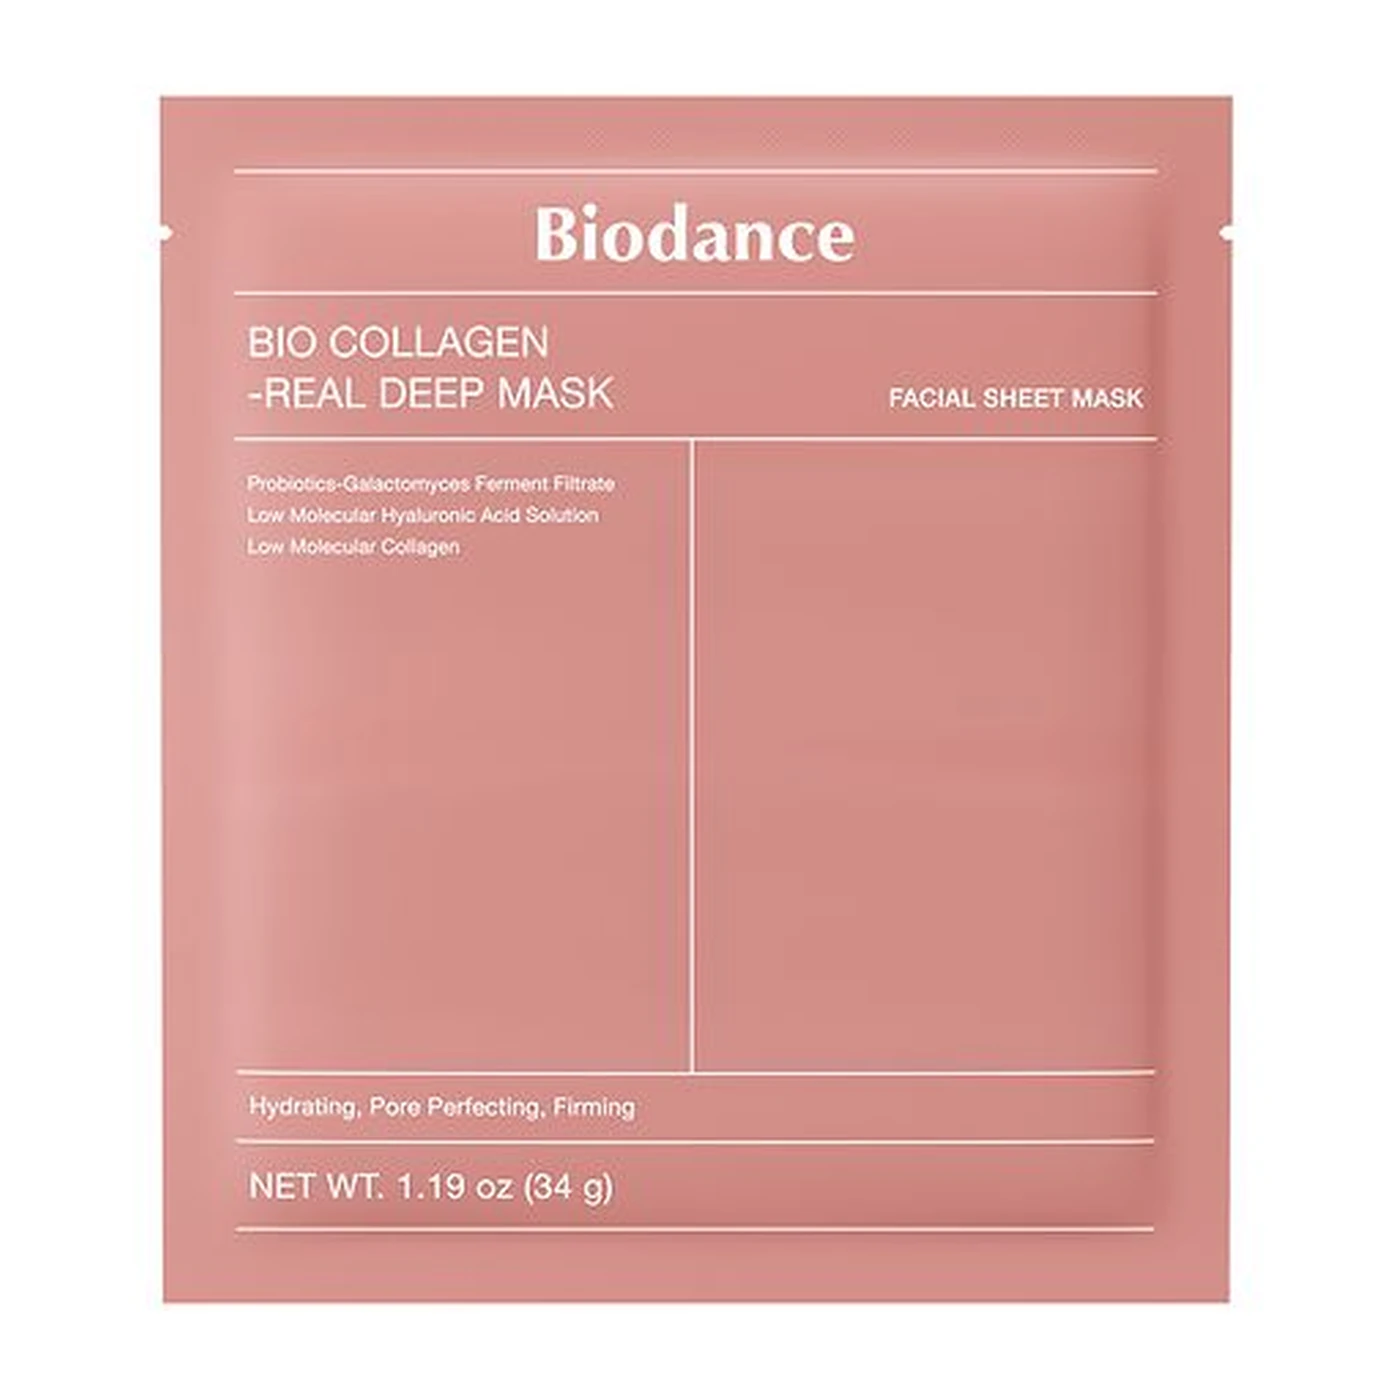 Biodance
BIO COLLAGEN
-REAL DEEP MASK
FACIAL SHEET MASK
Probiotics-Galactomyces Ferment Filtrate
Low Molecular Hyaluronic Acid Solution
Low Molecular Collagen
Hydrating, Pore Perfecting, Firming
NET WT. 1.19 oz (34 g)